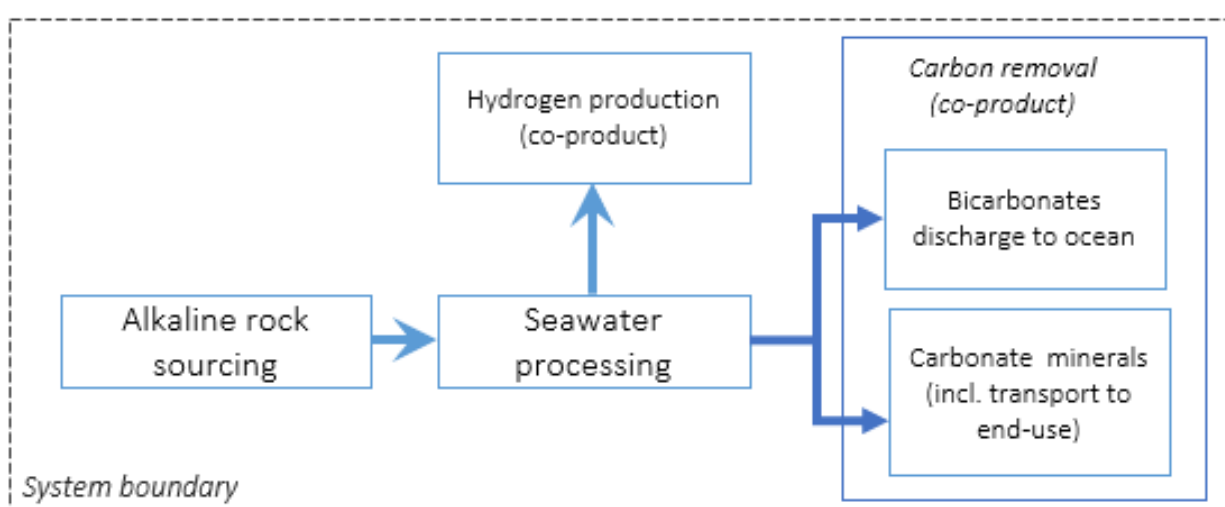 Hydrogen production
(co-product)
Carbon removal
(co-product)
Bicarbonates
discharge to ocean
Alkaline rock
sourcing
Seawater
processing
Carbonate minerals
(incl. transport to
end-use)
System boundary